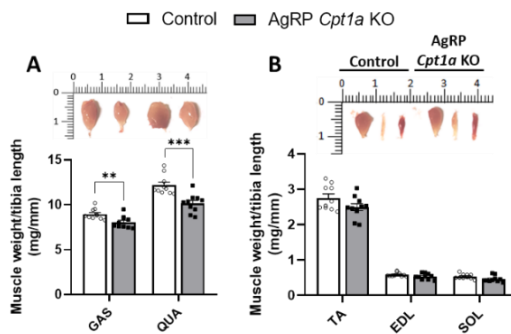 Control AgRP Cpt1a KO
A
0 1 2 3 4
0
1
Muscle weight/tibia length
(mg/mm)
15
10
5
0
**
***
GAS QUA
B
Control AgRP
Cpt1a KO
0 1 2 3 4
0
1
Muscle weight/tibia length
(mg/mm)
4
3
2
1
0
TA EDL SOL